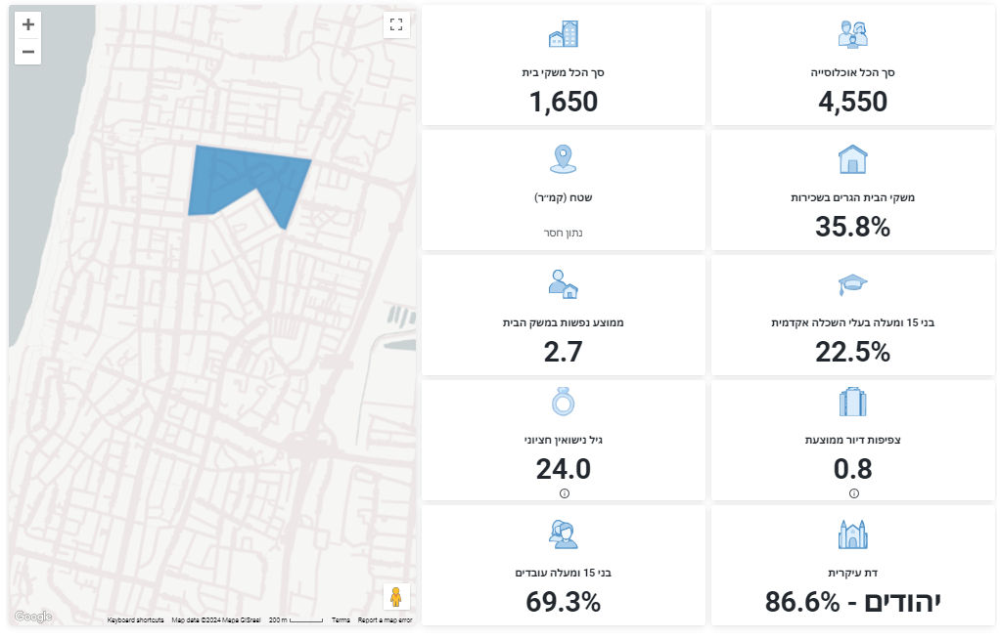 סך הכל אוכלוסייה
4,550
סך הכל משקי בית
1,650
משקי הבית הגרים בשכירות
35.8%
שטח (קמ״ר)
נתון חסר
בני 15 ומעלה בעלי השכלה אקדמית
22.5%
ממוצע נפשות במשק הבית
2.7
צפיפות דיור ממוצעת
0.8
גיל נישואין חציוני
24.0
דת עיקרית
יהודים - 86.6%
בני 15 ומעלה עובדים
69.3%
Google
Keyboard shortcuts Map data ©2024 Mapa GISrael 200 m Terms Report a map error